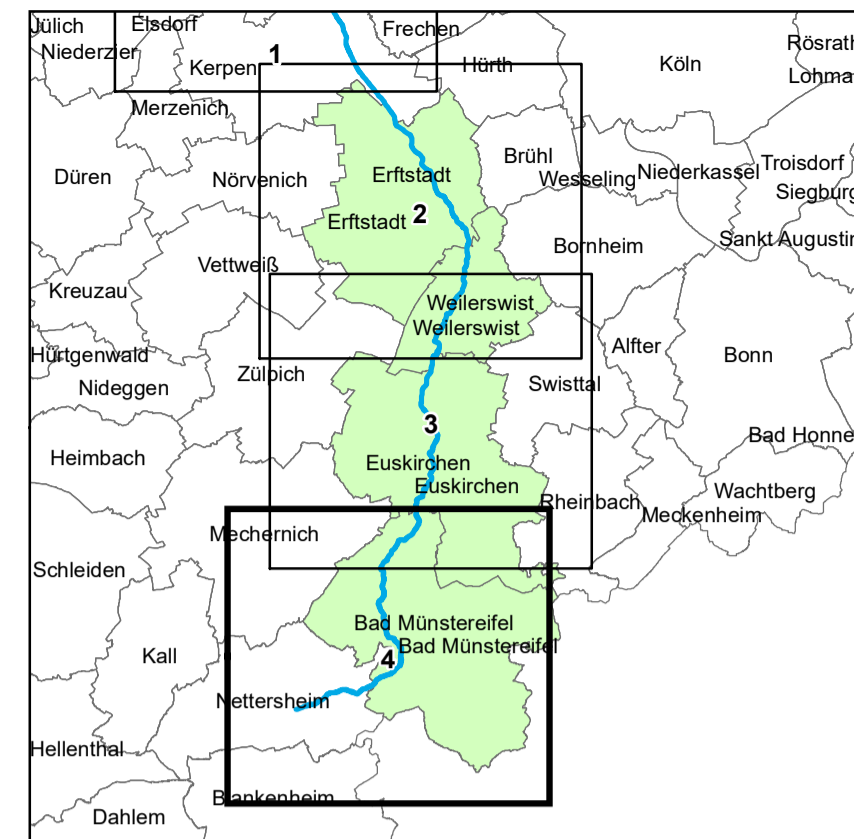 Jülich
Elsdorf
Frechen
Niederzier
1
Kerpen
Hürth
Köln
Rösrath
Lohma
Merzenich
Düren
Nörvenich
Erftstadt
Brühl
Wesseling
Niederkassel
Troisdorf
Siegburg
Erftstadt
2
Bornheim
Sankt Augustin
Vettweiß
Kreuzau
Weilerswist
Weilerswist
Hürtgenwald
Nideggen
Zülpich
Swisttal
Alfter
Bonn
3
Bad Honne
Heimbach
Euskirchen
Euskirchen
Rheinbach
Wachtberg
Meckenheim
Mechernich
Schleiden
Bad Münstereifel
Bad Münstereifel
Kall
4
Nettersheim
Hellenthal
Blankenheim
Dahlem